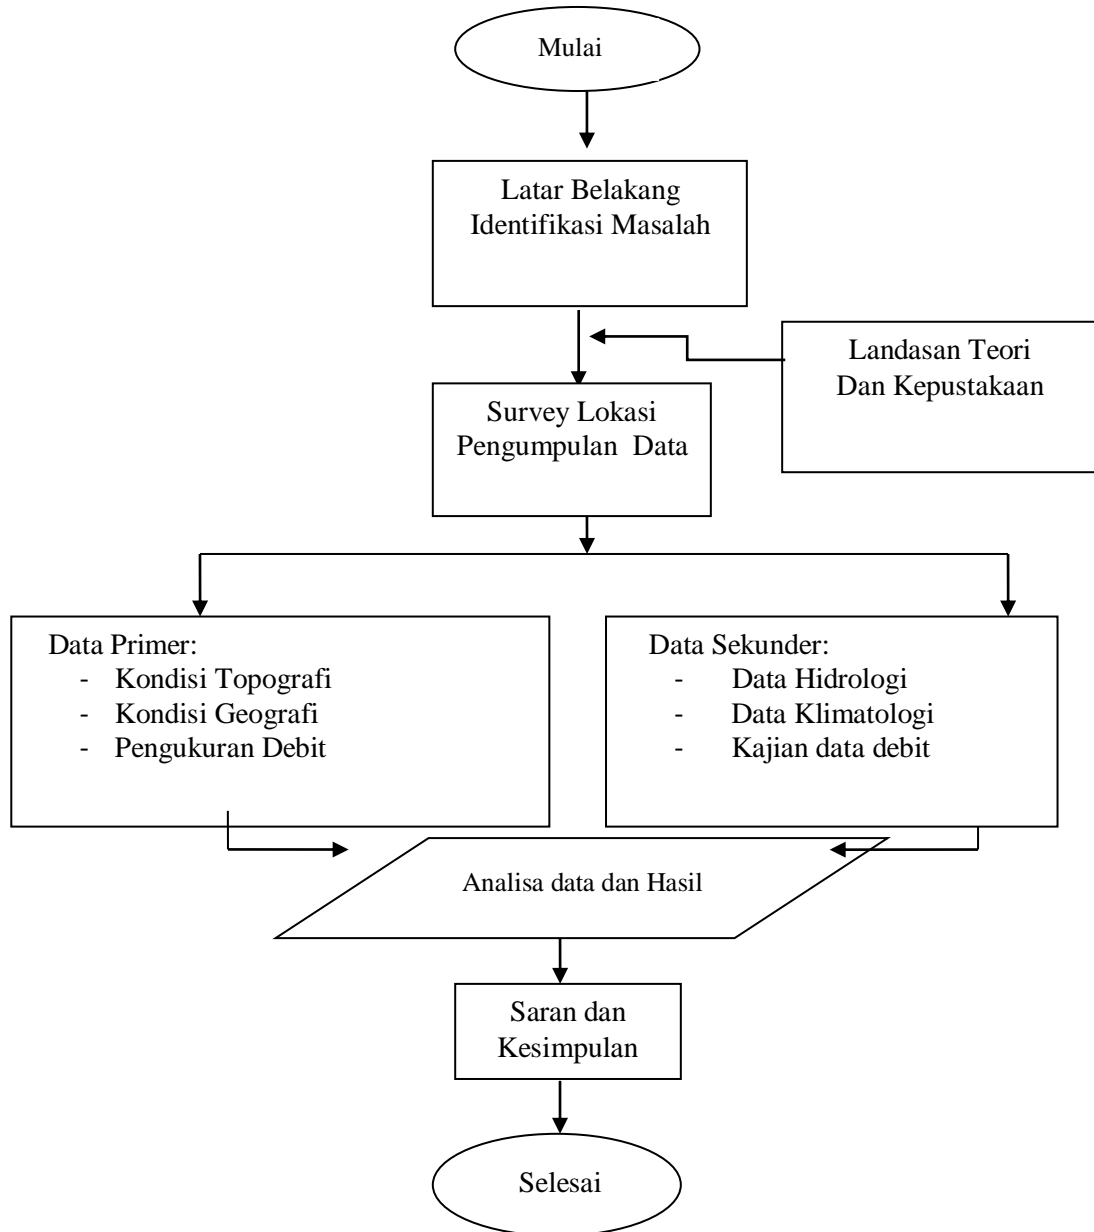 Mulai
Latar Belakang
Identifikasi Masalah
Landasan Teori
Dan Kepustakaan
Survey Lokasi
Pengumpulan  Data
Data Primer:
- Kondisi Topografi
- Kondisi Geografi
- Pengukuran Debit
Data Sekunder:
- Data Hidrologi
- Data Klimatologi
- Kajian data debit
Analisa data dan Hasil
Saran dan
Kesimpulan
Selesai